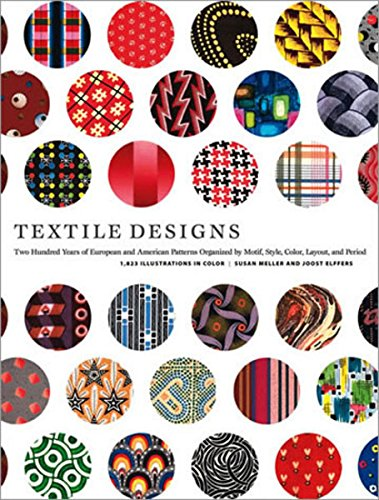 TEXTILE DESIGNS
Two Hundred Years of European and American Patterns Organized by Motif, Style, Color, Layout, and Period
1,823 ILLUSTRATIONS IN COLOR | SUSAN MELLER AND JOOST ELFFERS